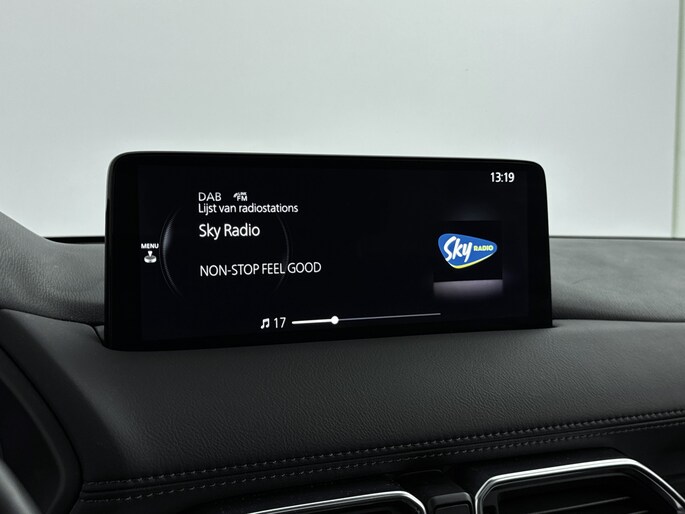 13:19
DAB FM
Lijst van radiostations
Sky Radio
MENU
NON-STOP FEEL GOOD
Sky RADIO
17